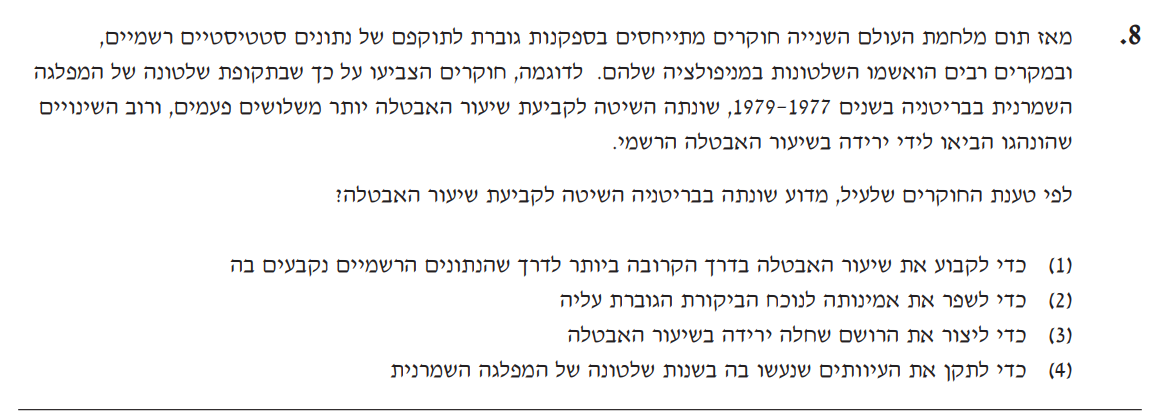 8. מאז תום מלחמת העולם השנייה חוקרים מתייחסים בספקנות גוברת לתוקפם של נתונים סטטיסטיים רשמיים,
ובמקרים רבים הואשמו השלטונות במניפולציה שלהם. לדוגמה, חוקרים הצביעו על כך שבתקופת שלטונה של המפלגה
השמרנית בבריטניה בשנים 1977–1979, שונתה השיטה לקביעת שיעור האבטלה יותר משלושים פעמים, ורוב השינויים
שהונהגו הביאו לידי ירידה בשיעור האבטלה הרשמי.
לפי טענת החוקרים שלעיל, מדוע שונתה בבריטניה השיטה לקביעת שיעור האבטלה?
(1) כדי לקבוע את שיעור האבטלה בדרך הקרובה ביותר לדרך שהנתונים הרשמיים נקבעים בה
(2) כדי לשפר את אמינותה לנוכח הביקורת הגוברת עליה
(3) כדי ליצור את הרושם שחלה ירידה בשיעור האבטלה
(4) כדי לתקן את העיוותים שנעשו בה בשנות שלטונה של המפלגה השמרנית